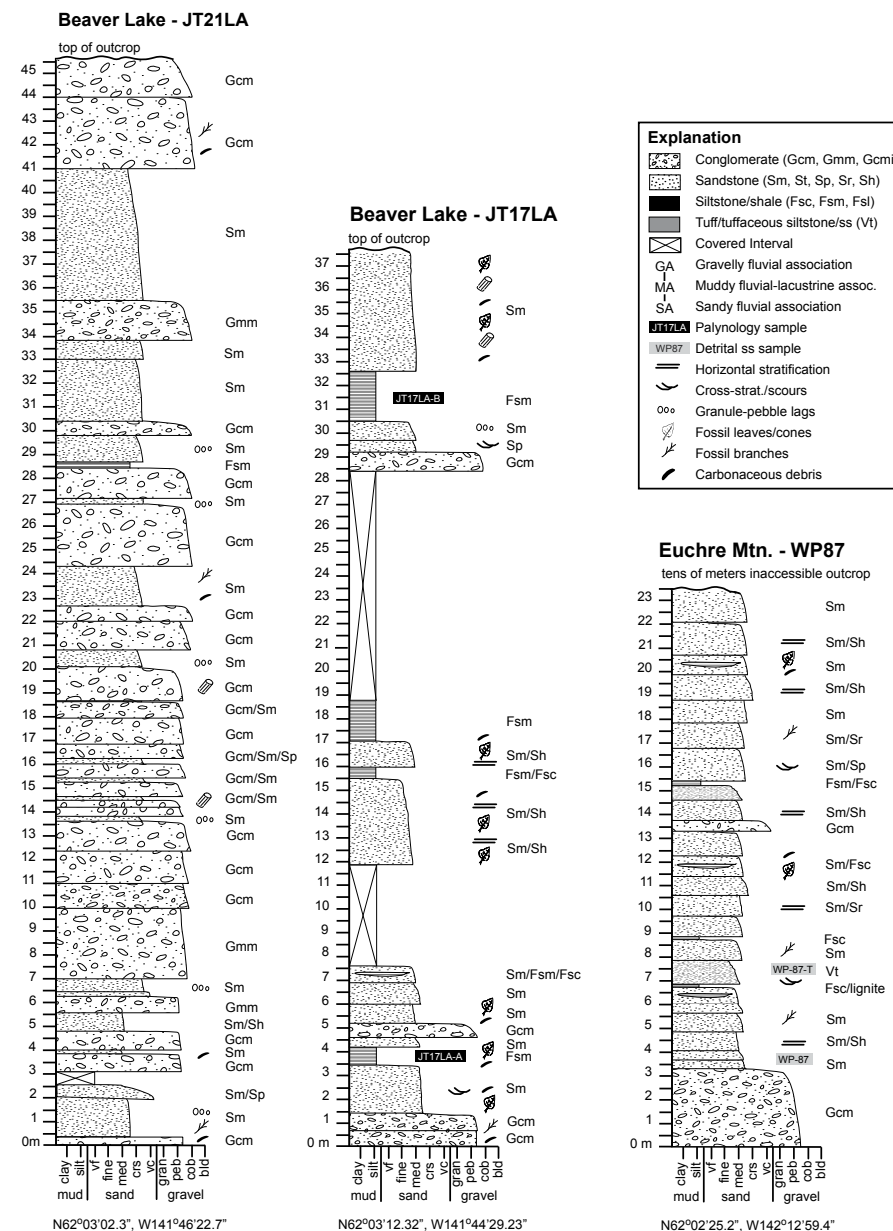 Beaver Lake - JT21LA
top of outcrop
45
44
43
42
41
40
39
38
37
36
35
34
33
32
31
30
29
28
27
26
25
24
23
22
21
20
19
18
17
16
15
14
13
12
11
10
9
8
7
6
5
4
3
2
1
0m
Gcm
Gcm
Sm
Gmm
Sm
Sm
Gcm
Sm
Fsm
Gcm
Sm
Gcm
Sm
Gcm
Gcm
Sm
Gcm
Gcm/Sm
Gcm
Gcm/Sm/Sp
Gcm/Sm
Gcm/Sm
Sm
Gcm
Gcm
Gcm
Gmm
Sm
Gmm
Sm/Sh
Gcm
Sm
Gcm
Sm/Sp
Sm
Gcm
clay
silt
vf
fine
med
crs
vc
gran
peb
cob
bld
mud sand gravel
N62º03'02.3", W141º46'22.7"
Beaver Lake - JT17LA
top of outcrop
37
36
35
34
33
32
31
30
29
28
27
26
25
24
23
22
21
20
19
18
17
16
15
14
13
12
11
10
9
8
7
6
5
4
3
2
1
0 m
Sm
JT17LA-B
Fsm
Sm
Sp
Gcm
Fsm
Sm/Sh
Fsm/Fsc
Sm/Sh
Sm/Sh
Sm/Fsm/Fsc
Sm
Sm
Gcm
Sm
JT17LA-A
Fsm
Sm
Gcm
Gcm
clay
silt
vf
fine
med
crs
vc
gran
peb
cob
bld
mud sand gravel
N62º03'12.32", W141º44'29.23"
Explanation
Conglomerate (Gcm, Gmm, Gcmi
Sandstone (Sm, St, Sp, Sr, Sh)
Siltstone/shale (Fsc, Fsm, Fsl)
Tuff/tuffaceous siltstone/ss (Vt)
Covered Interval
GA Gravelly fluvial association
MA Muddy fluvial-lacustrine assoc.
SA Sandy fluvial association
JT17LA Palynology sample
WP87 Detrital ss sample
Horizontal stratification
Cross-strat./scours
Granule-pebble lags
Fossil leaves/cones
Fossil branches
Carbonaceous debris
Euchre Mtn. - WP87
tens of meters inaccessible outcrop
23
22
21
20
19
18
17
16
15
14
13
12
11
10
9
8
7
6
5
4
3
2
1
0 m
Sm
Sm/Sh
Sm
Sm/Sh
Sm
Sm/Sr
Sm/Sp
Fsm/Fsc
Sm/Sh
Gcm
Sm/Fsc
Sm/Sh
Sm/Sr
Fsc
Sm
WP-87-T Vt
Fsc/lignite
Sm
Sm/Sh
WP-87
Sm
Gcm
clay
silt
vf
fine
med
crs
vc
gran
peb
cob
bld
mud sand gravel
N62º02'25.2", W142º12'59.4"